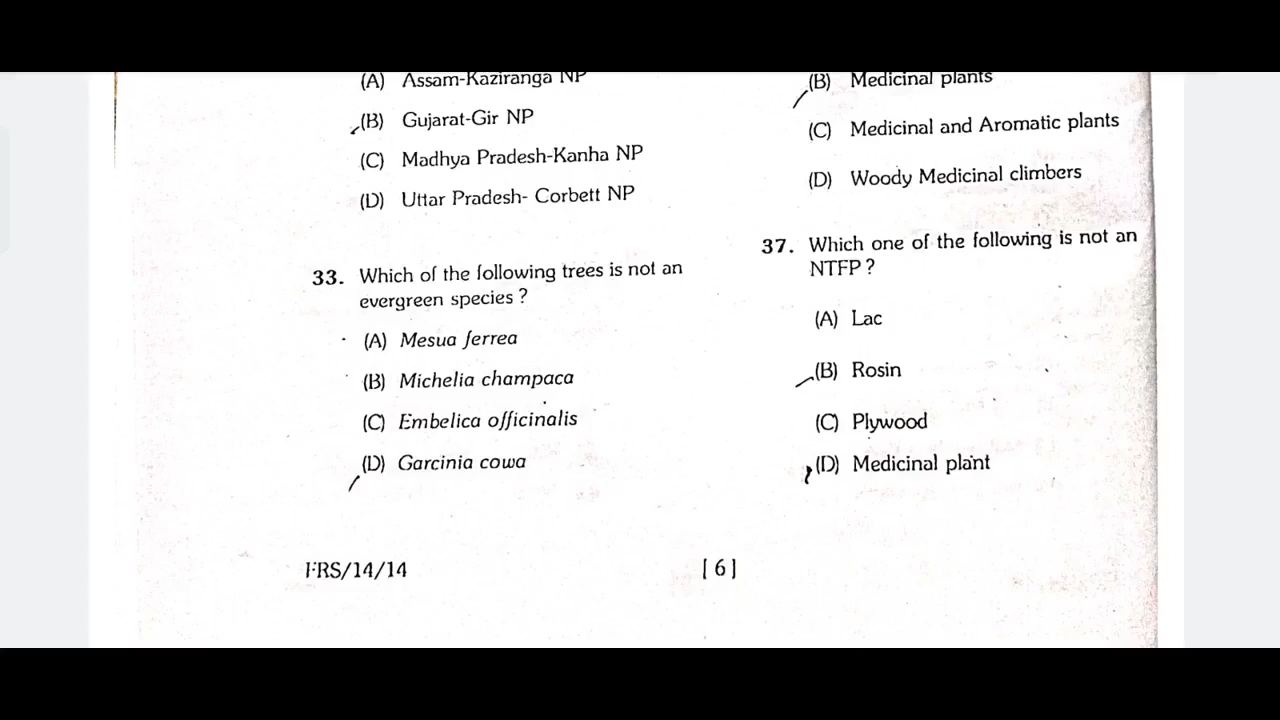 (A) Assam-Kaziranga NP
(B) Gujarat-Gir NP
(C) Madhya Pradesh-Kanha NP
(D) Uttar Pradesh- Corbett NP
33. Which of the following trees is not an
evergreen species ?
(A) Mesua ferrea
(B) Michelia champaca
(C) Embelica officinalis
(D) Garcinia cowa
(B) Medicinal plants
(C) Medicinal and Aromatic plants
(D) Woody Medicinal climbers
37. Which one of the following is not an
NTFP ?
(A) Lac
(B) Rosin
(C) Plywood
(D) Medicinal plant
FRS/14/14
[ 6 ]